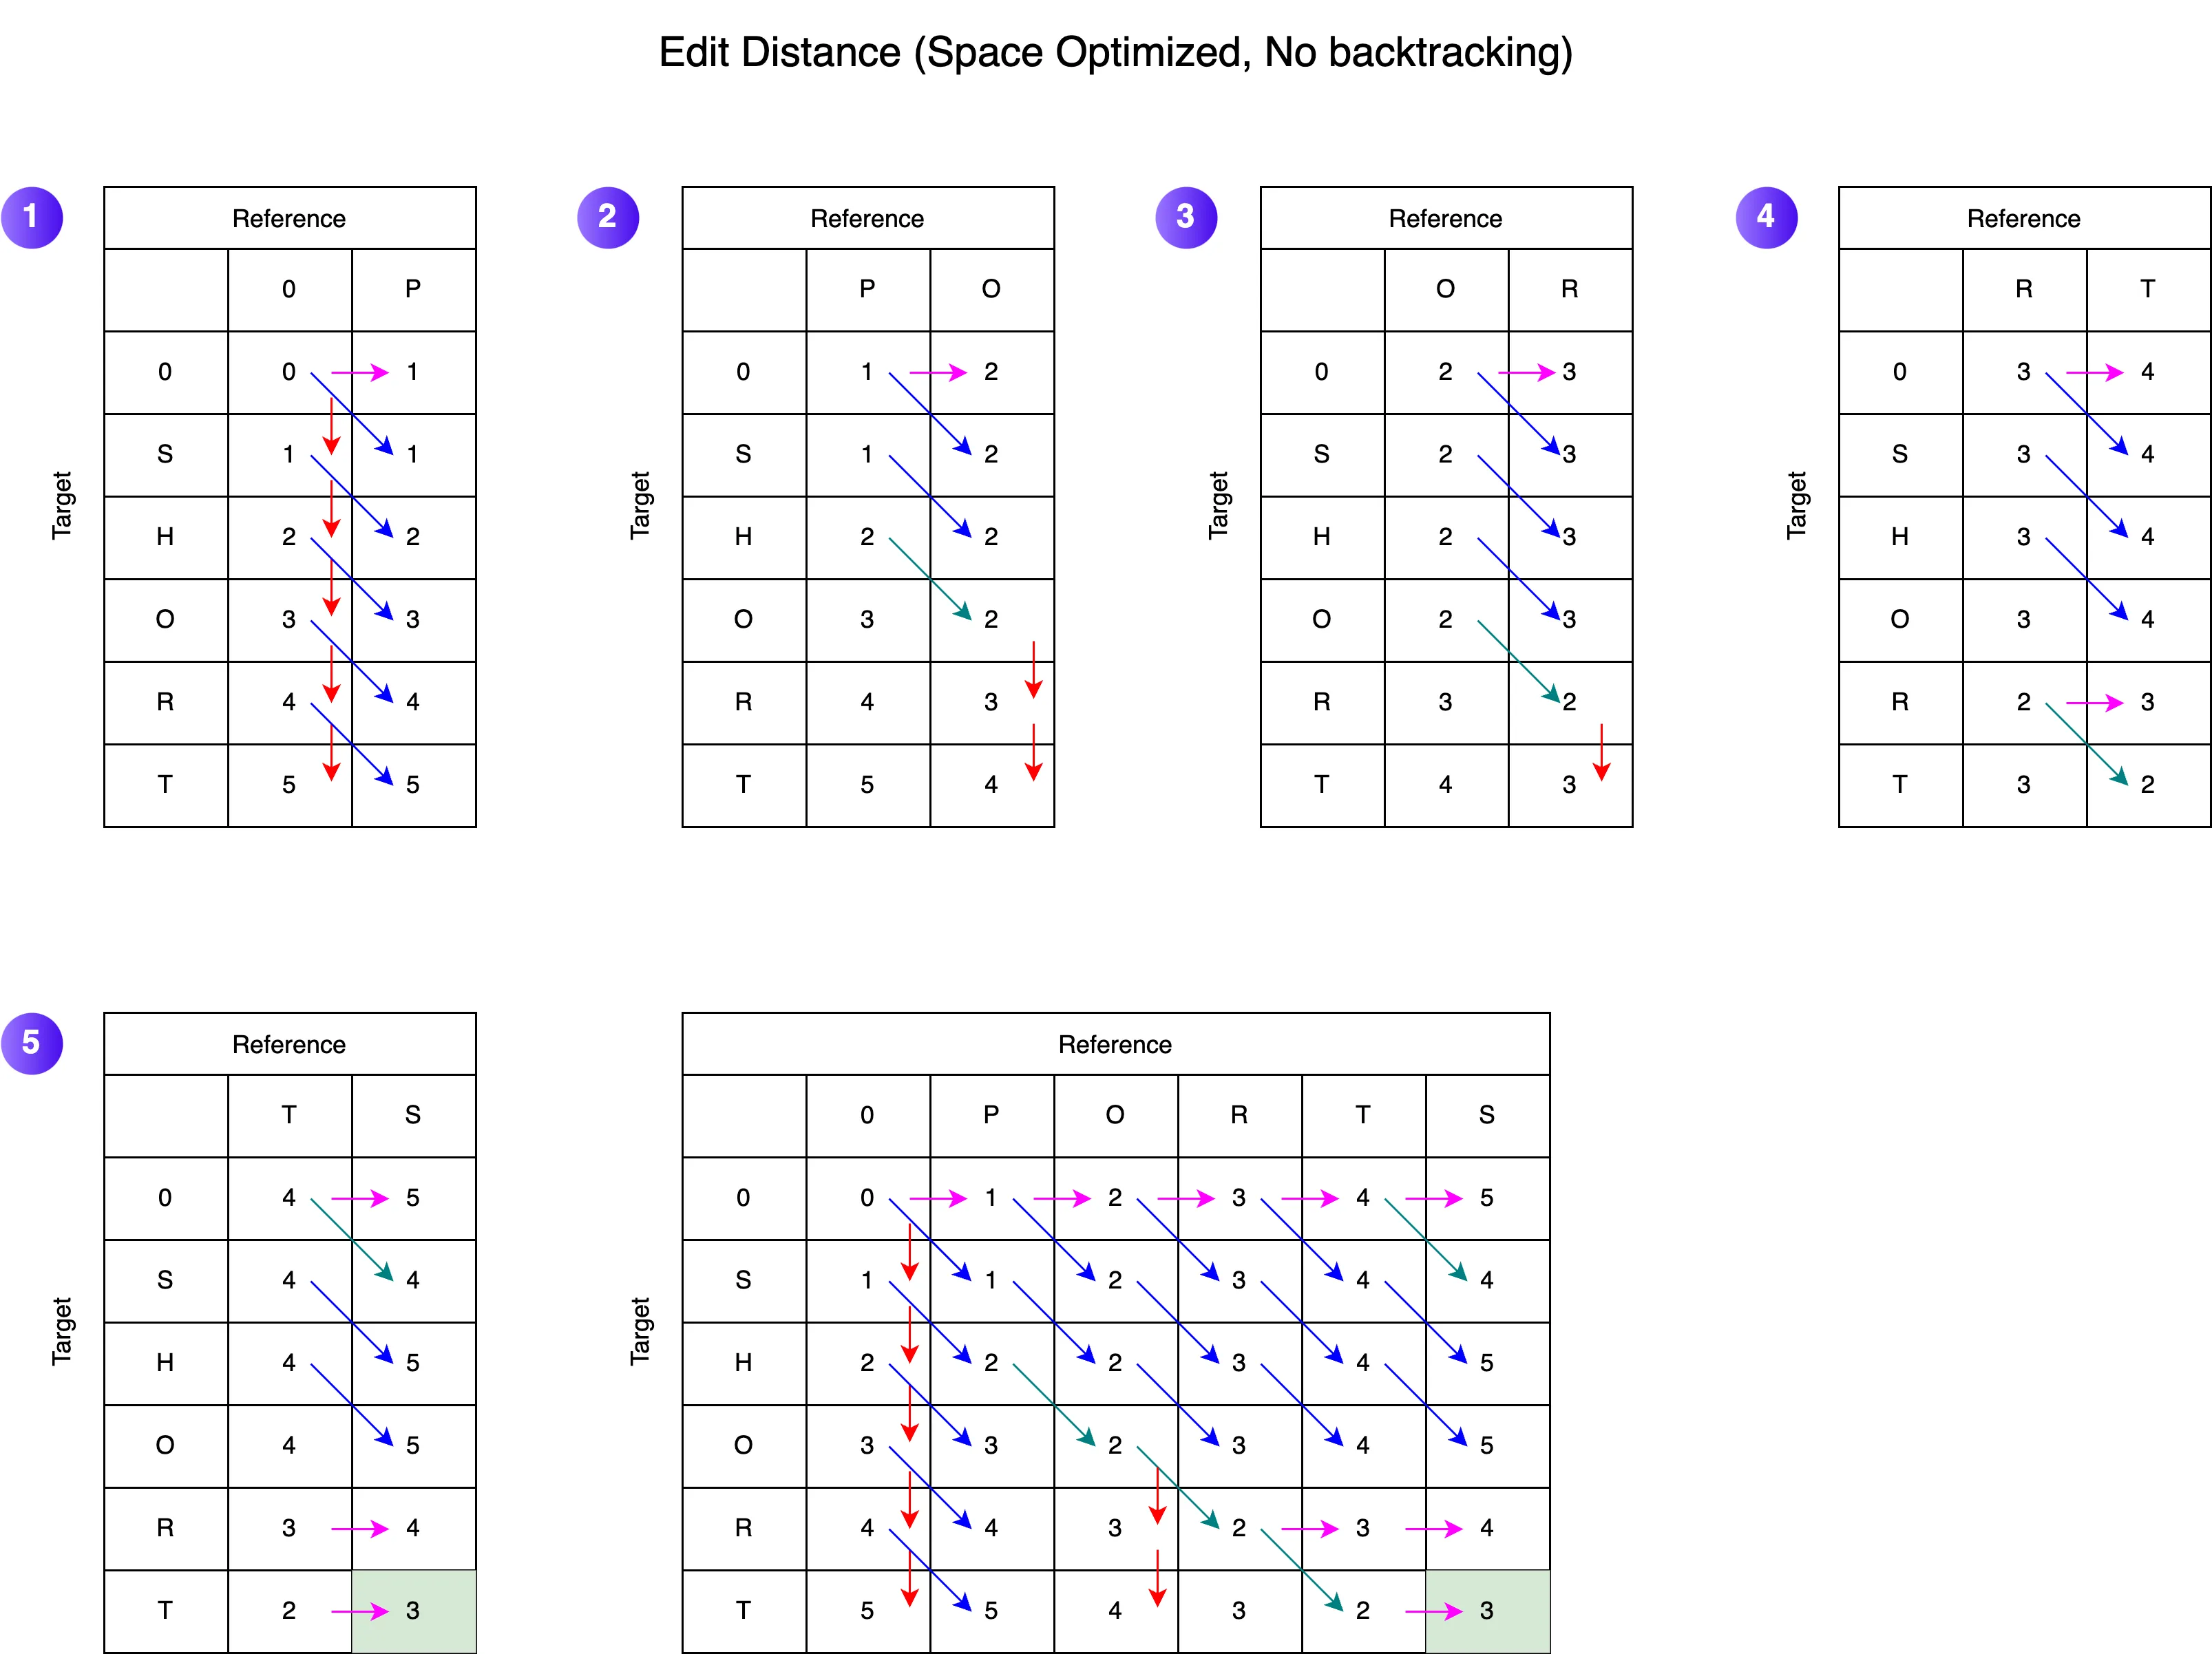 Edit Distance (Space Optimized, No backtracking)
1
Reference
0 P
0 0 1
S 1 1
H 2 2
O 3 3
R 4 4
T 5 5
Target
2
Reference
P O
0 1 2
S 1 2
H 2 2
O 3 2
R 4 3
T 5 4
Target
3
Reference
O R
0 2 3
S 2 3
H 2 3
O 2 3
R 3 2
T 4 3
Target
4
Reference
R T
0 3 4
S 3 4
H 3 4
O 3 4
R 2 3
T 3 2
Target
5
Reference
T S
0 4 5
S 4 4
H 4 5
O 4 5
R 3 4
T 2 3
Target
Reference
0 P O R T S
0 0 1 2 3 4 5
S 1 1 2 3 4 4
H 2 2 2 3 4 5
O 3 3 2 3 4 5
R 4 4 3 2 3 4
T 5 5 4 3 2 3
Target